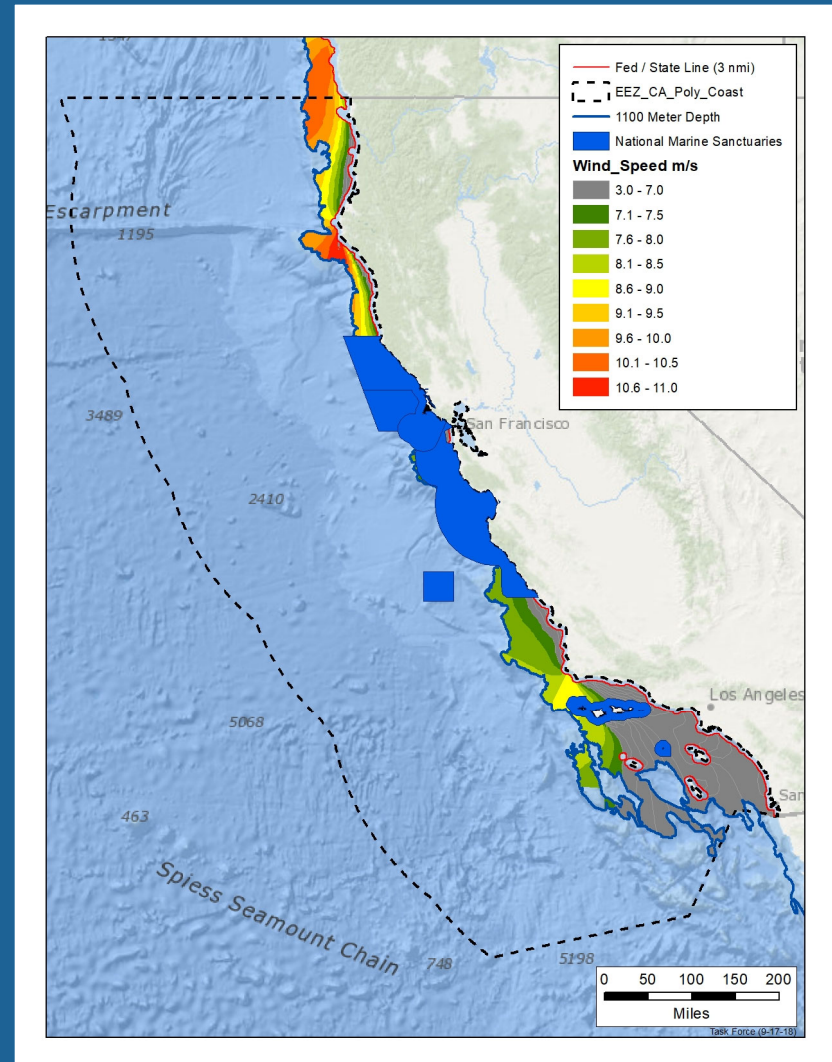 Fed / State Line (3 nmi)
EEZ_CA_Poly_Coast
1100 Meter Depth
National Marine Sanctuaries
Wind_Speed m/s
3.0 - 7.0
7.1 - 7.5
7.6 - 8.0
8.1 - 8.5
8.6 - 9.0
9.1 - 9.5
9.6 - 10.0
10.1 - 10.5
10.6 - 11.0
Escarpment
1195
3489
San Francisco
2410
Los Angeles
5068
San
463
Spiess Seamount Chain
748
5198
0 50 100 150 200
Miles
Task Force (9-17-18)